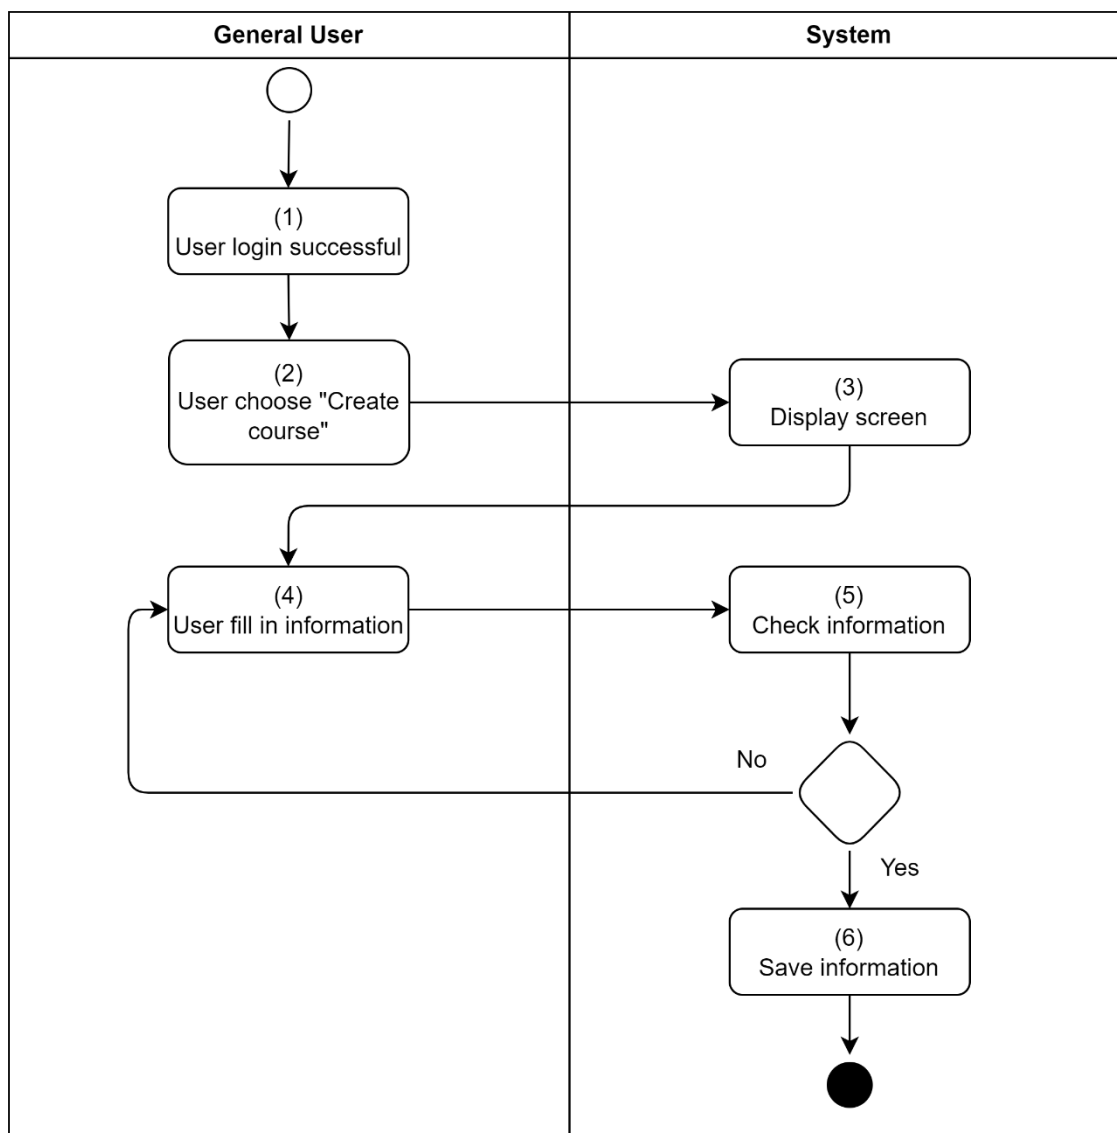 General User
System
(1)
User login successful
(2)
User choose "Create
course"
(3)
Display screen
(4)
User fill in information
(5)
Check information
No
Yes
(6)
Save information